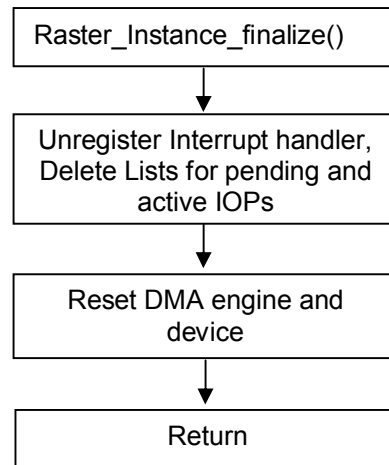 Raster_Instance_finalize()
Unregister Interrupt handler,
Delete Lists for pending and
active IOPs
Reset DMA engine and
device
Return